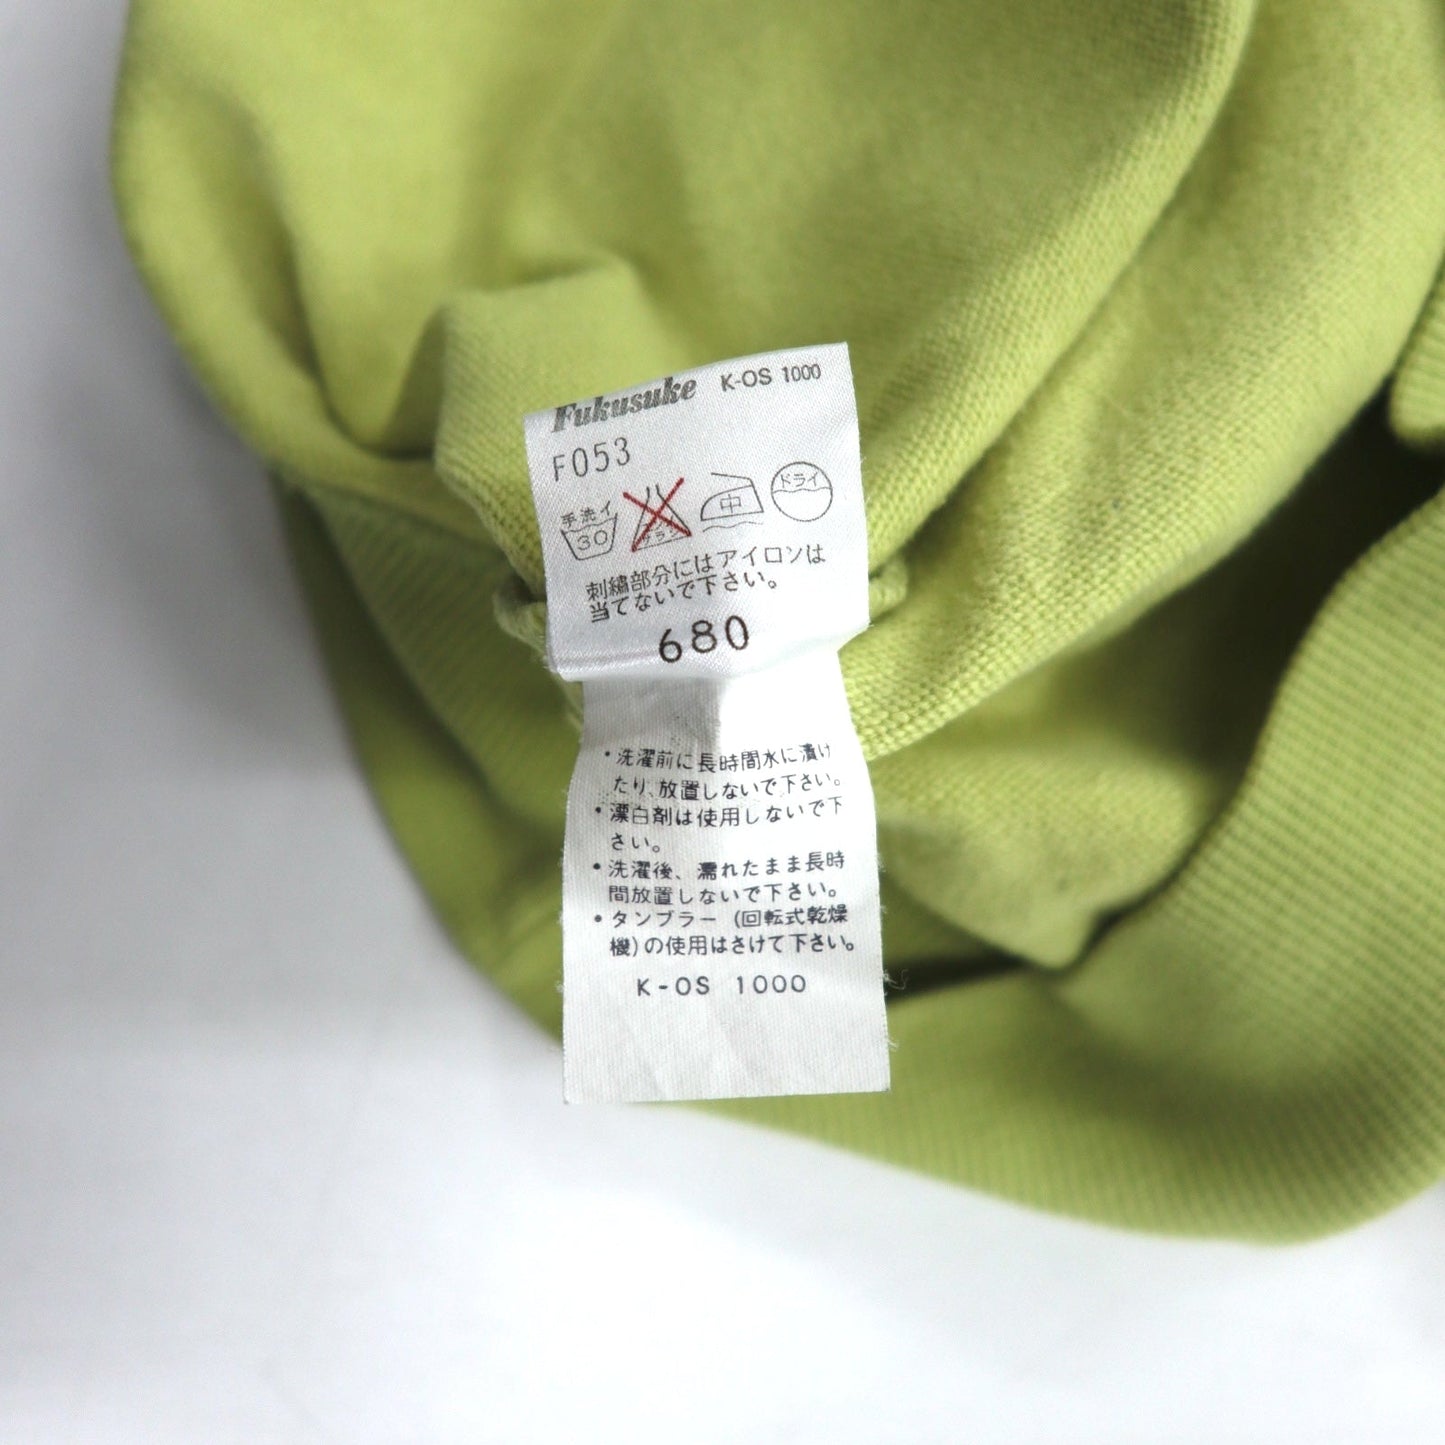 Fukusuke K-OS 1000
F053
手洗イ 30 中 ドライ
刺繡部分にはアイロンは
当てないで下さい。
680
・洗濯前に長時間水に漬け
たり、放置しないで下さい。
・漂白剤は使用しないで下
さい。
・洗濯後、濡れたまま長時
間放置しないで下さい。
・タンブラー（回転式乾燥
機）の使用はさけて下さい。
K-OS 1000